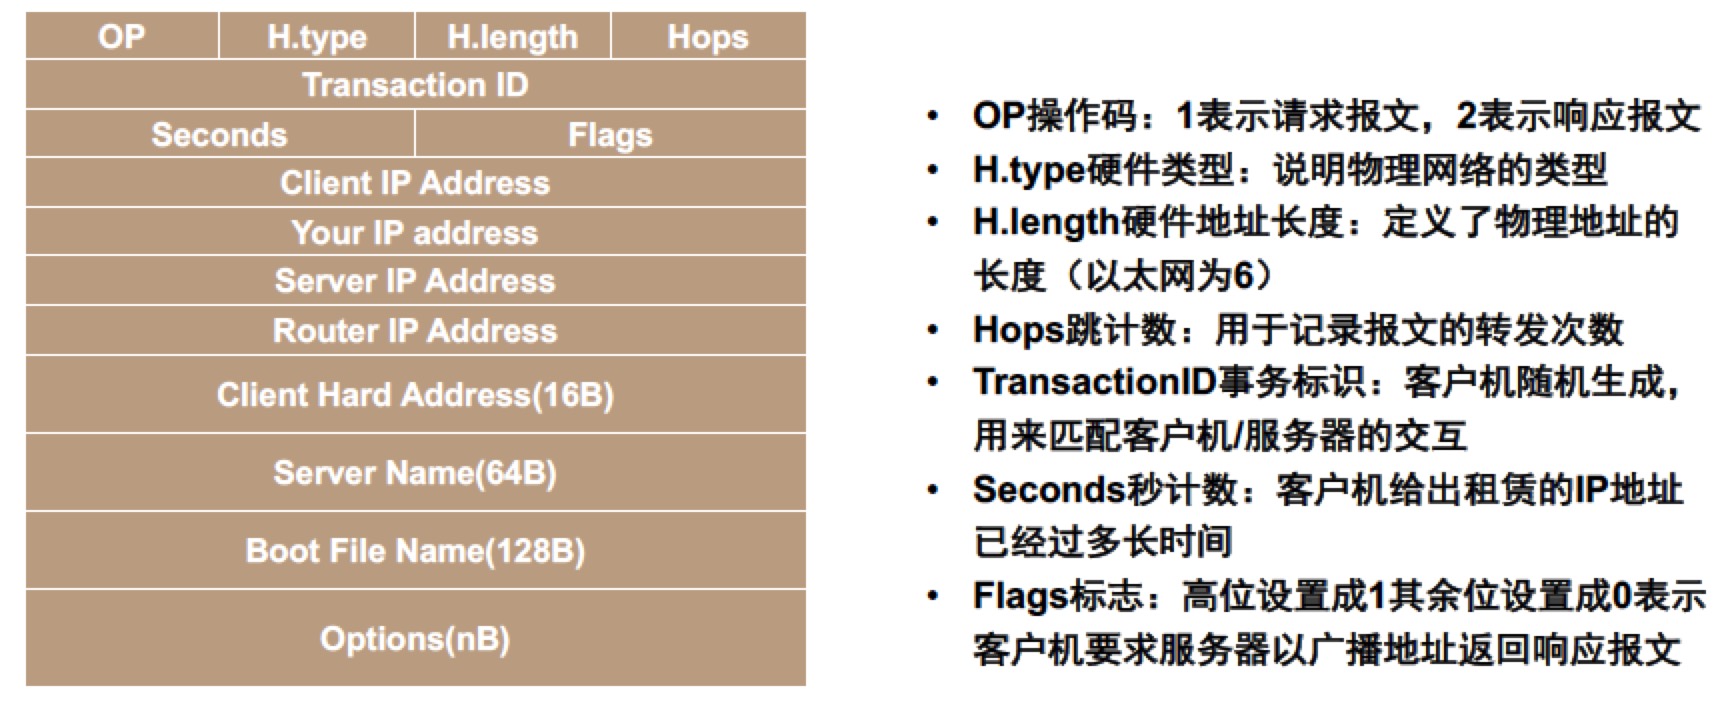 OP H.type H.length Hops
Transaction ID
Seconds Flags
Client IP Address
Your IP address
Server IP Address
Router IP Address
Client Hard Address(16B)
Server Name(64B)
Boot File Name(128B)
Options(nB)
• OP操作码：1表示请求报文，2表示响应报文
• H.type硬件类型：说明物理网络的类型
• H.length硬件地址长度：定义了物理地址的
长度（以太网为6）
• Hops跳计数：用于记录报文的转发次数
• TransactionID事务标识：客户机随机生成，
用来匹配客户机/服务器的交互
• Seconds秒计数：客户机给出租赁的IP地址
已经过多长时间
• Flags标志：高位设置成1其余位设置成0表示
客户机要求服务器以广播地址返回响应报文